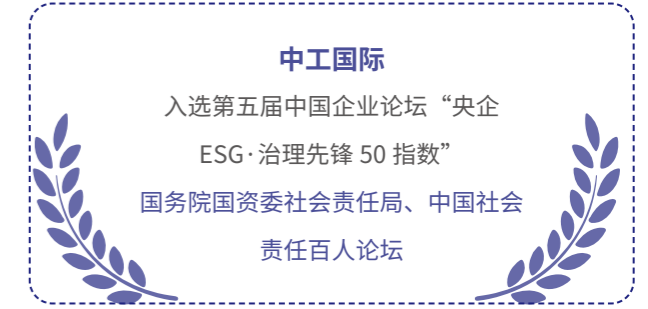 中工国际
入选第五届中国企业论坛“央企
ESG·治理先锋 50 指数”
国务院国资委社会责任局、中国社会
责任百人论坛